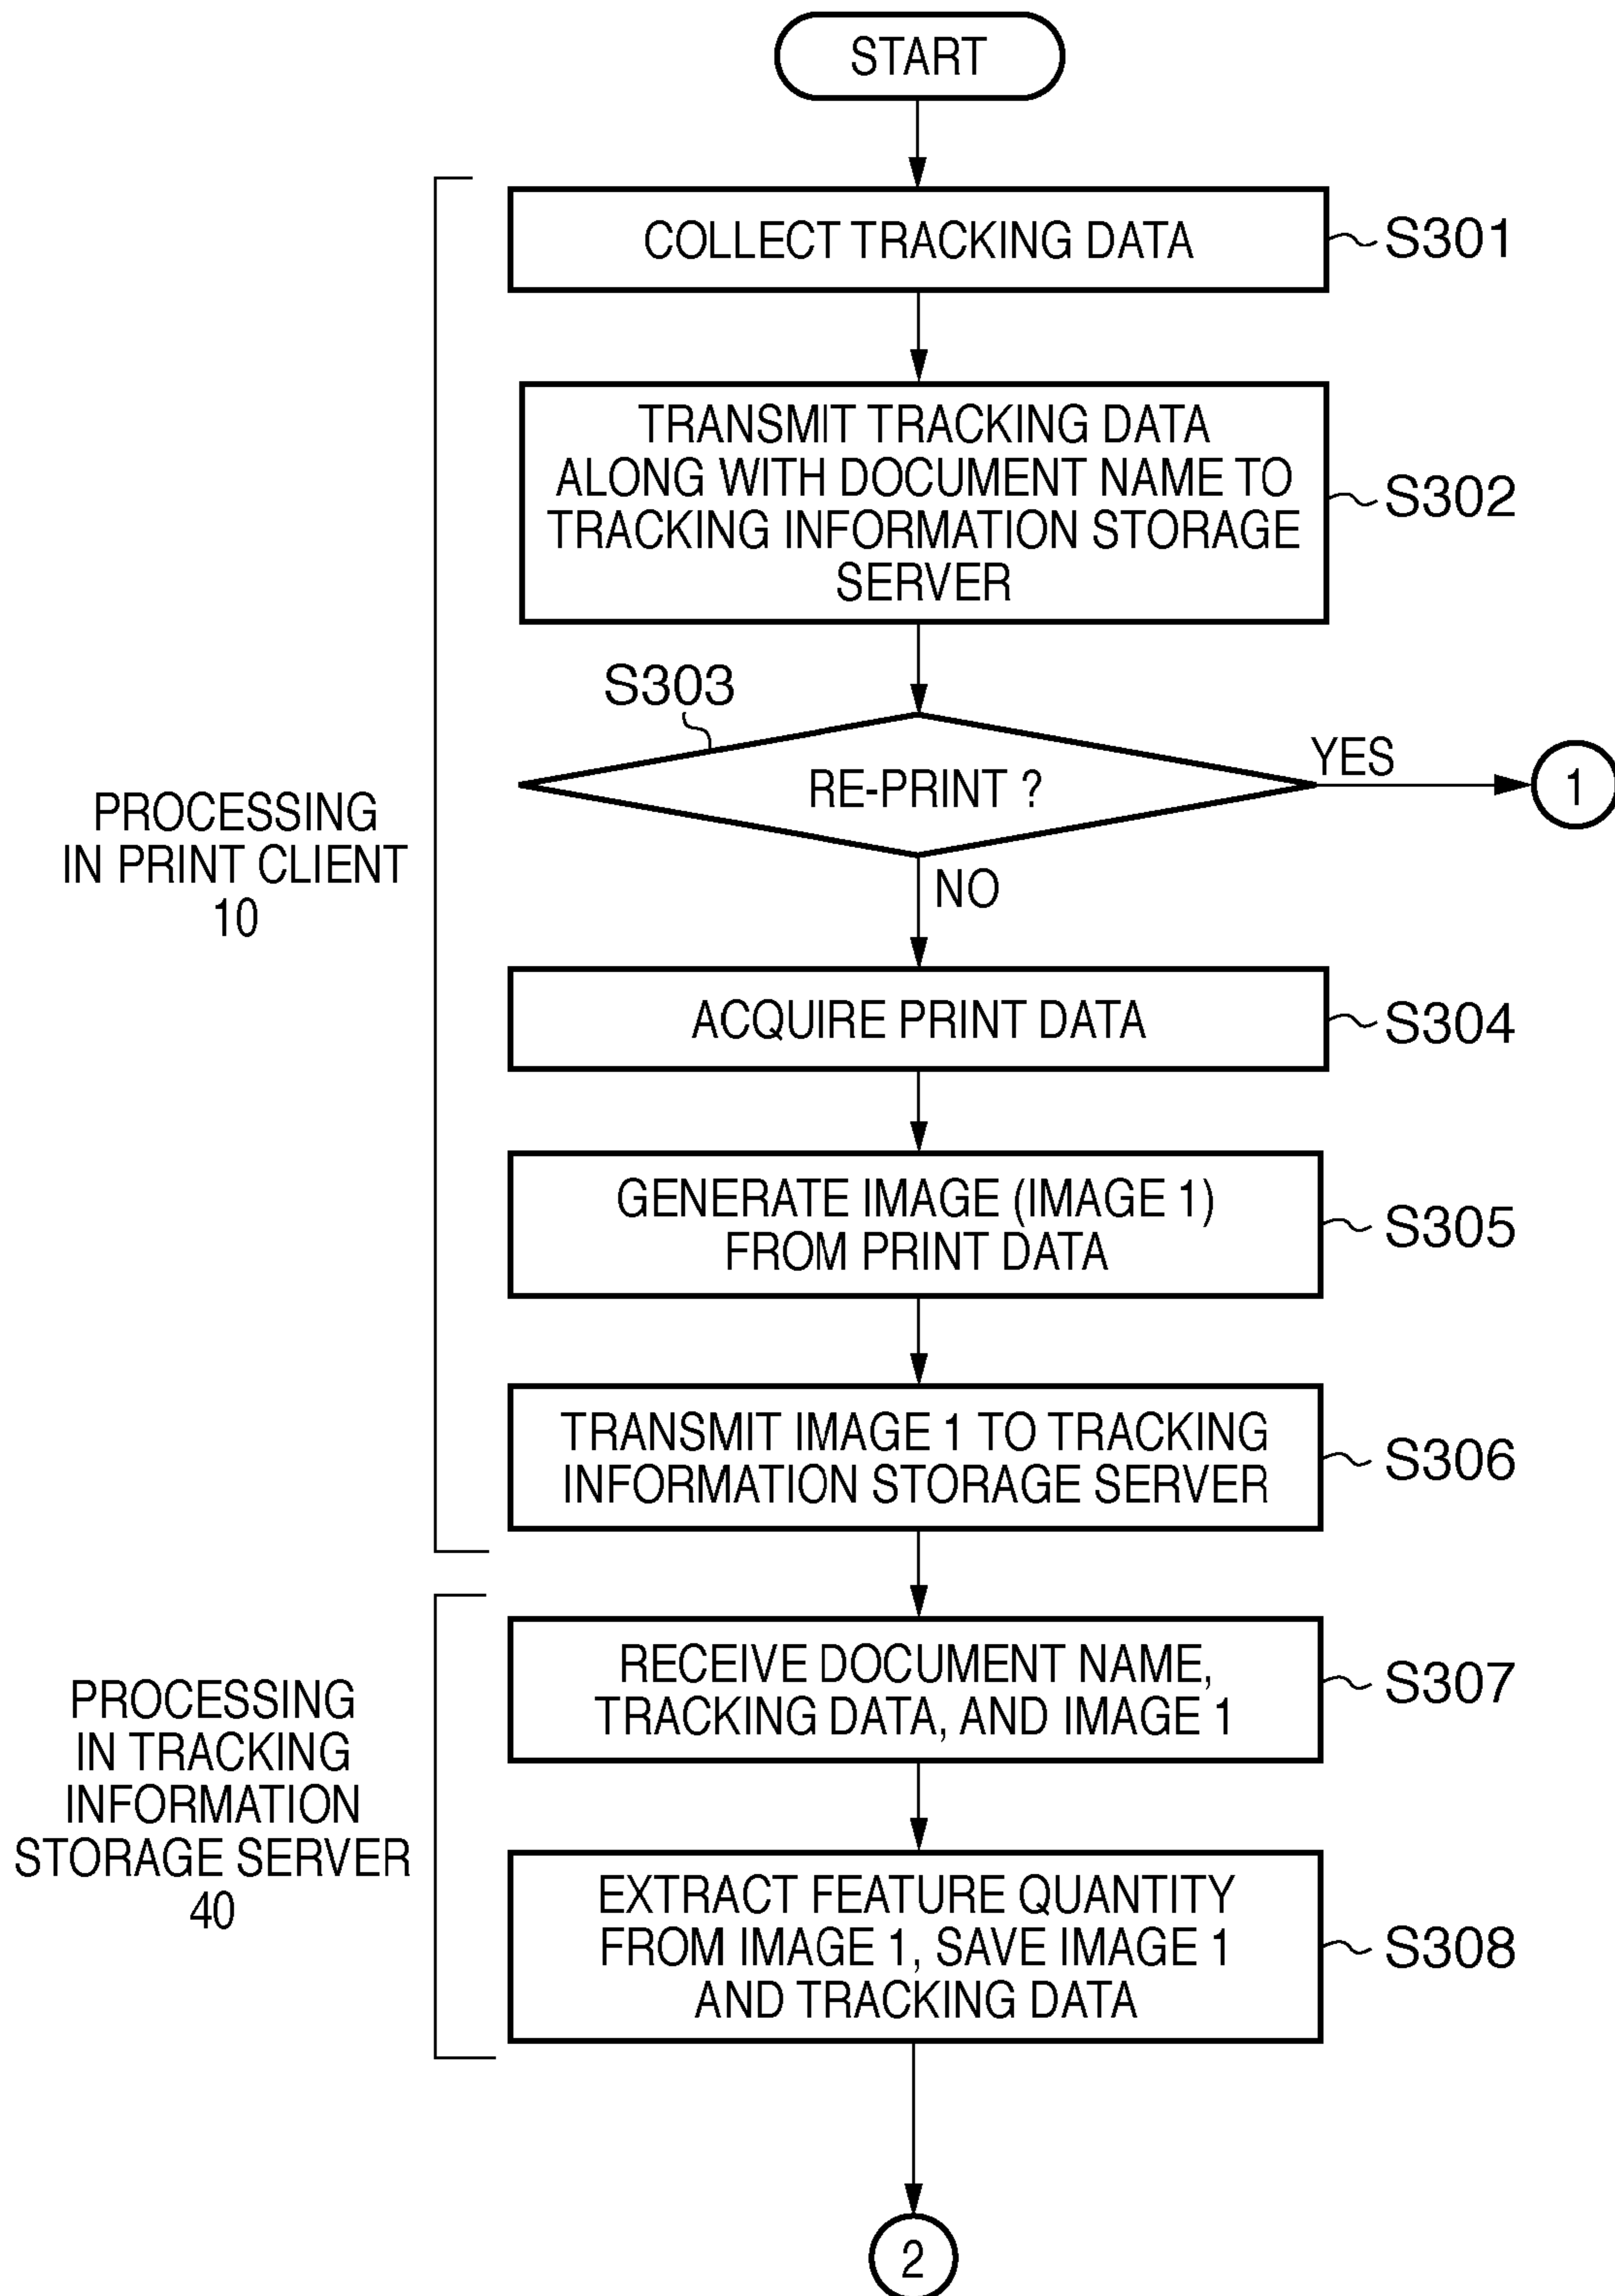 START
COLLECT TRACKING DATA
S301
TRANSMIT TRACKING DATA
ALONG WITH DOCUMENT NAME TO
TRACKING INFORMATION STORAGE
SERVER
S302
S303
RE-PRINT ?
YES
1
NO
PROCESSING
IN PRINT CLIENT
10
ACQUIRE PRINT DATA
S304
GENERATE IMAGE (IMAGE 1)
FROM PRINT DATA
S305
TRANSMIT IMAGE 1 TO TRACKING
INFORMATION STORAGE SERVER
S306
RECEIVE DOCUMENT NAME,
TRACKING DATA, AND IMAGE 1
S307
PROCESSING
IN TRACKING
INFORMATION
STORAGE SERVER
40
EXTRACT FEATURE QUANTITY
FROM IMAGE 1, SAVE IMAGE 1
AND TRACKING DATA
S308
2